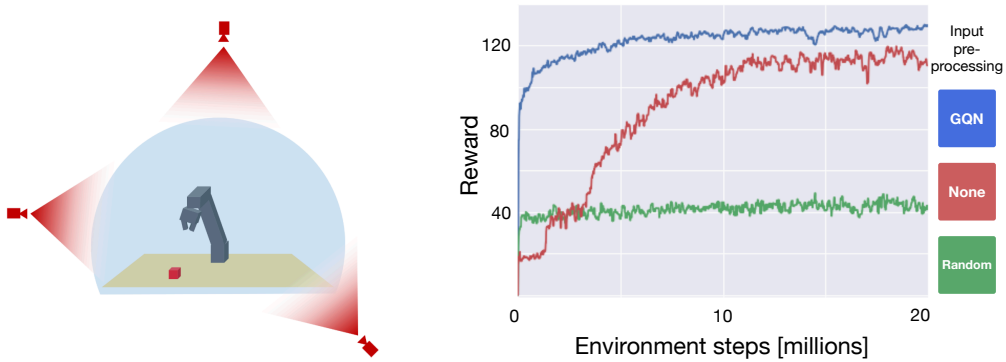 120
80
40
Reward
0
10
20
Environment steps [millions]
Input
pre-
processing
GQN
None
Random